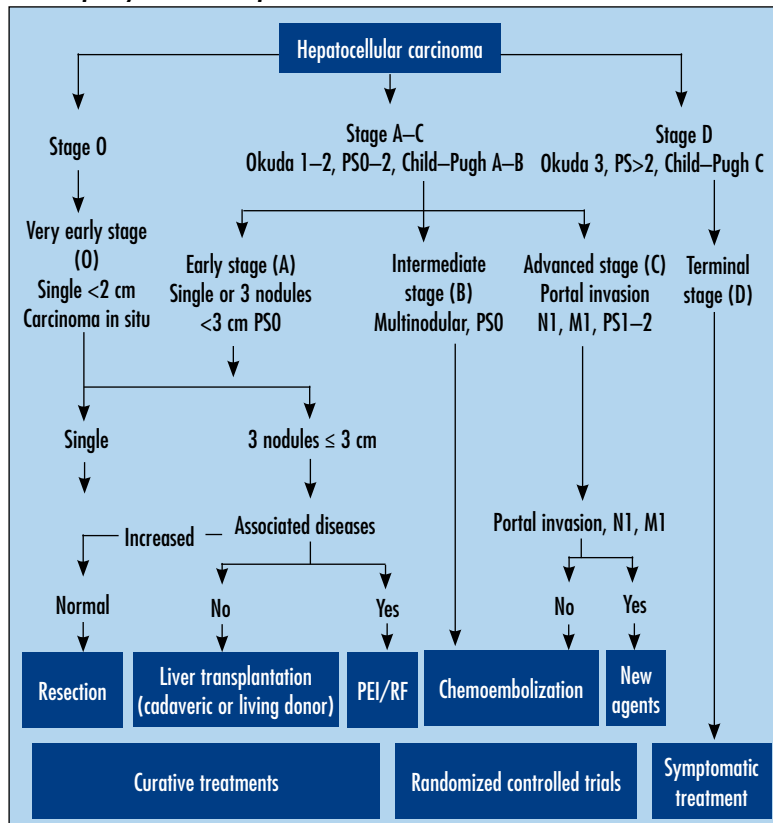 Hepatocellular carcinoma
Stage O
Stage A–C
Okuda 1–2, PS0–2, Child–Pugh A–B
Stage D
Okuda 3, PS>2, Child–Pugh C
Very early stage
(O)
Single <2 cm
Carcinoma in situ
Early stage (A)
Single or 3 nodules
<3 cm PS0
Intermediate
stage (B)
Multinodular, PS0
Advanced stage (C)
Portal invasion
N1, M1, PS1–2
Terminal
stage (D)
Single
3 nodules ≤ 3 cm
Increased
Associated diseases
Portal invasion, N1, M1
Normal
No
Yes
No
Yes
Resection
Liver transplantation
(cadaveric or living donor)
PEI/RF
Chemoembolization
New
agents
Curative treatments
Randomized controlled trials
Symptomatic
treatment